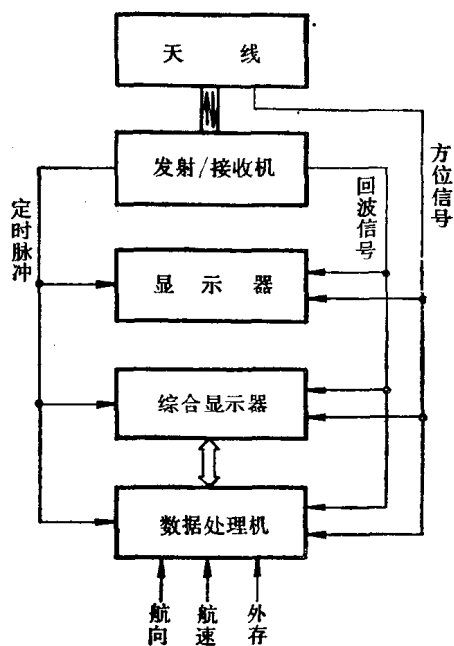 天线
发射/接收机
方位信号
回波信号
定时脉冲
显示器
综合显示器
数据处理机
航向
航速
外存